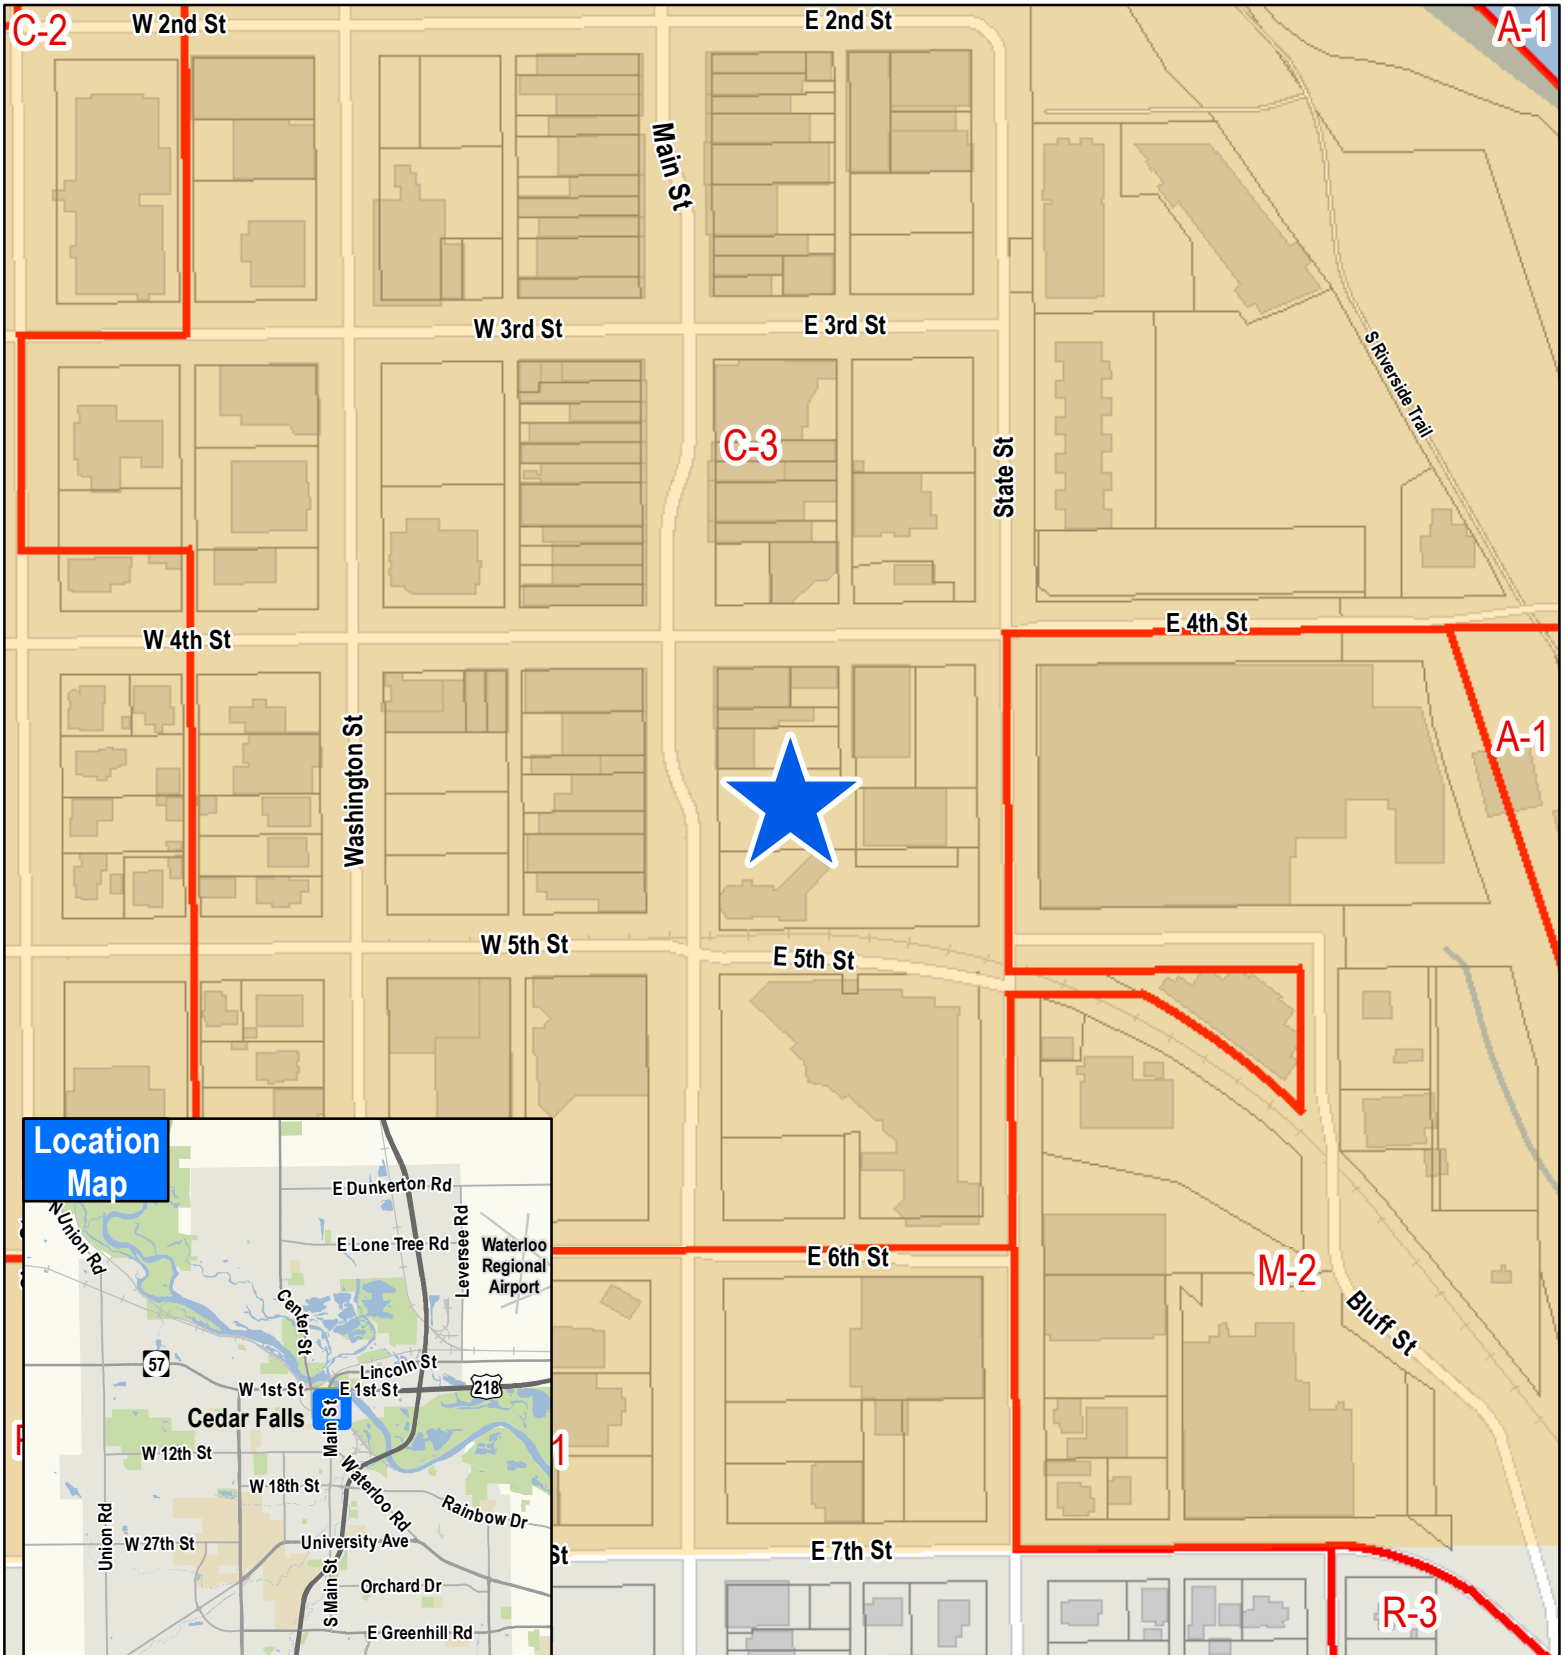 C-2
W 2nd St
E 2nd St
A-1
Main St
W 3rd St
E 3rd St
S Riverside Trail
C-3
State St
W 4th St
E 4th St
Washington St
A-1
W 5th St
E 5th St
E 6th St
M-2
Bluff St
1
St
E 7th St
R-3
Location
Map
N Union Rd
E Dunkerton Rd
E Lone Tree Rd
Leversee Rd
Waterloo
Regional
Airport
Center St
57
Lincoln St
W 1st St
E 1st St
218
Cedar Falls
Main St
W 12th St
W 18th St
Waterloo Rd
Rainbow Dr
Union Rd
W 27th St
University Ave
S Main St
Orchard Dr
E Greenhill Rd